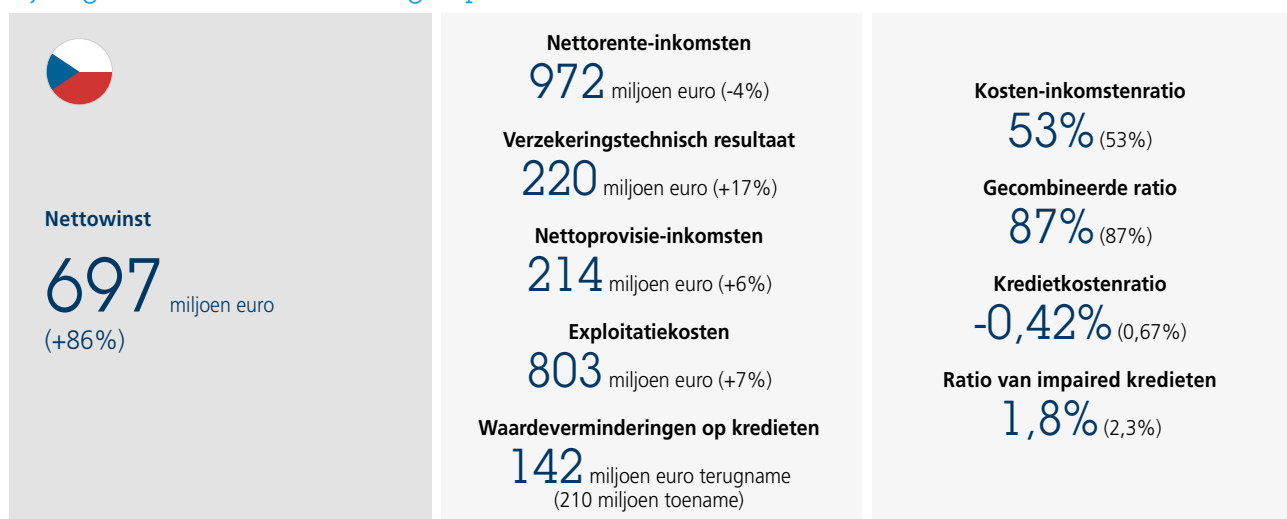 Nettowinst
697 miljoen euro
(+86%)
Nettorente-inkomsten
972 miljoen euro (-4%)
Verzekeringstechnisch resultaat
220 miljoen euro (+17%)
Nettoprovisie-inkomsten
214 miljoen euro (+6%)
Exploitatiekosten
803 miljoen euro (+7%)
Waardeverminderingen op kredieten
142 miljoen euro terugname
(210 miljoen toename)
Kosten-inkomstenratio
53% (53%)
Gecombineerde ratio
87% (87%)
Kredietkostenratio
-0,42% (0,67%)
Ratio van impaired kredieten
1,8% (2,3%)